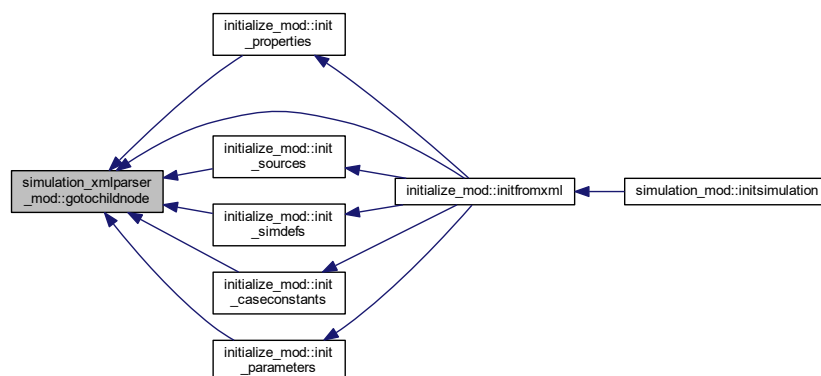 initialize_mod::init
_properties
initialize_mod::init
_sources
simulation_xmlparser
_mod::gotochildnode
initialize_mod::initfromxml
simulation_mod::initsimulation
initialize_mod::init
_simdefs
initialize_mod::init
_caseconstants
initialize_mod::init
_parameters